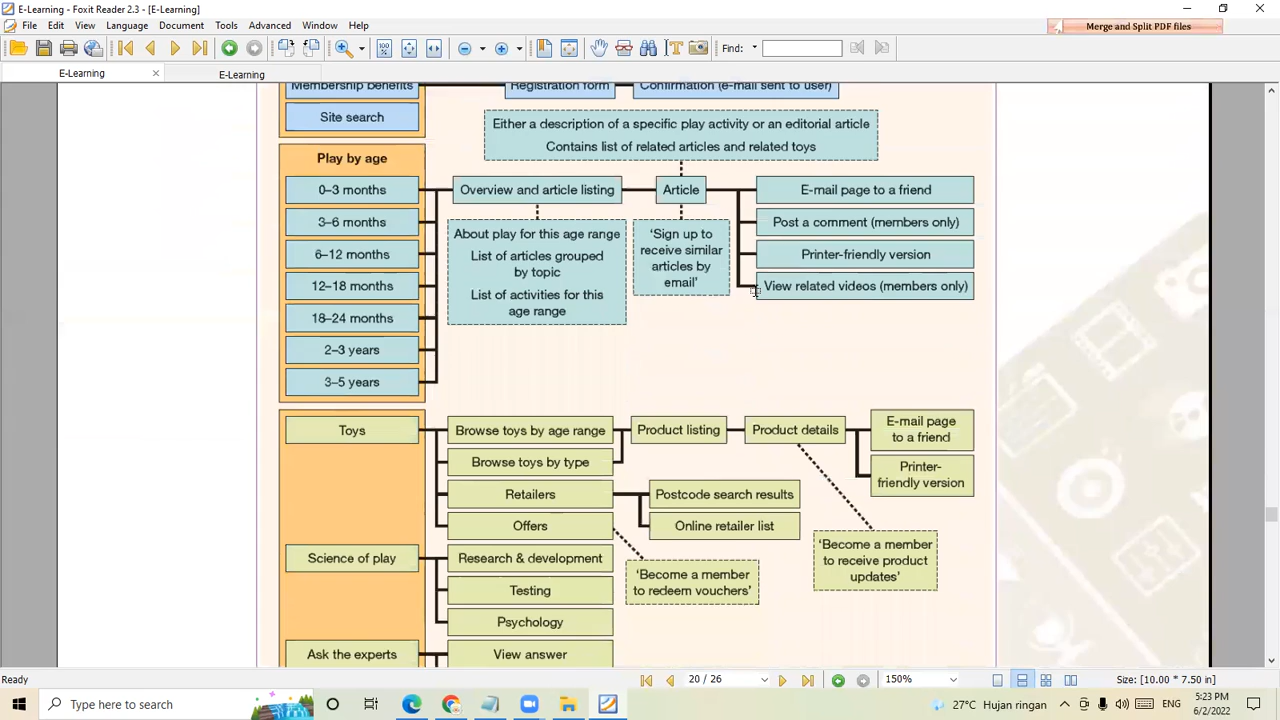 E-Learning - Foxit Reader 2.3 - [E-Learning]
File Edit View Language Document Tools Advanced Window Help
Merge and Split PDF files
Find:
E-Learning
E-Learning
Membership benefits
Registration form
Confirmation (e-mail sent to user)
Site search
Either a description of a specific play activity or an editorial article
Contains list of related articles and related toys
Play by age
0–3 months
Overview and article listing
Article
E-mail page to a friend
3–6 months
Post a comment (members only)
6–12 months
Printer-friendly version
12–18 months
View related videos (members only)
18–24 months
2–3 years
3–5 years
About play for this age range
List of articles grouped
by topic
List of activities for this
age range
‘Sign up to
receive similar
articles by
email’
Toys
Browse toys by age range
Product listing
Product details
E-mail page
to a friend
Browse toys by type
Printer-
friendly version
Retailers
Postcode search results
Offers
Online retailer list
‘Become a member
to receive product
updates’
Science of play
Research & development
‘Become a member
to redeem vouchers’
Testing
Psychology
Ask the experts
View answer
Ready
20 / 26
150%
Size: [10.00 * 7.50 in]
Type here to search
27°C Hujan ringan
ENG
5:23 PM
6/2/2022